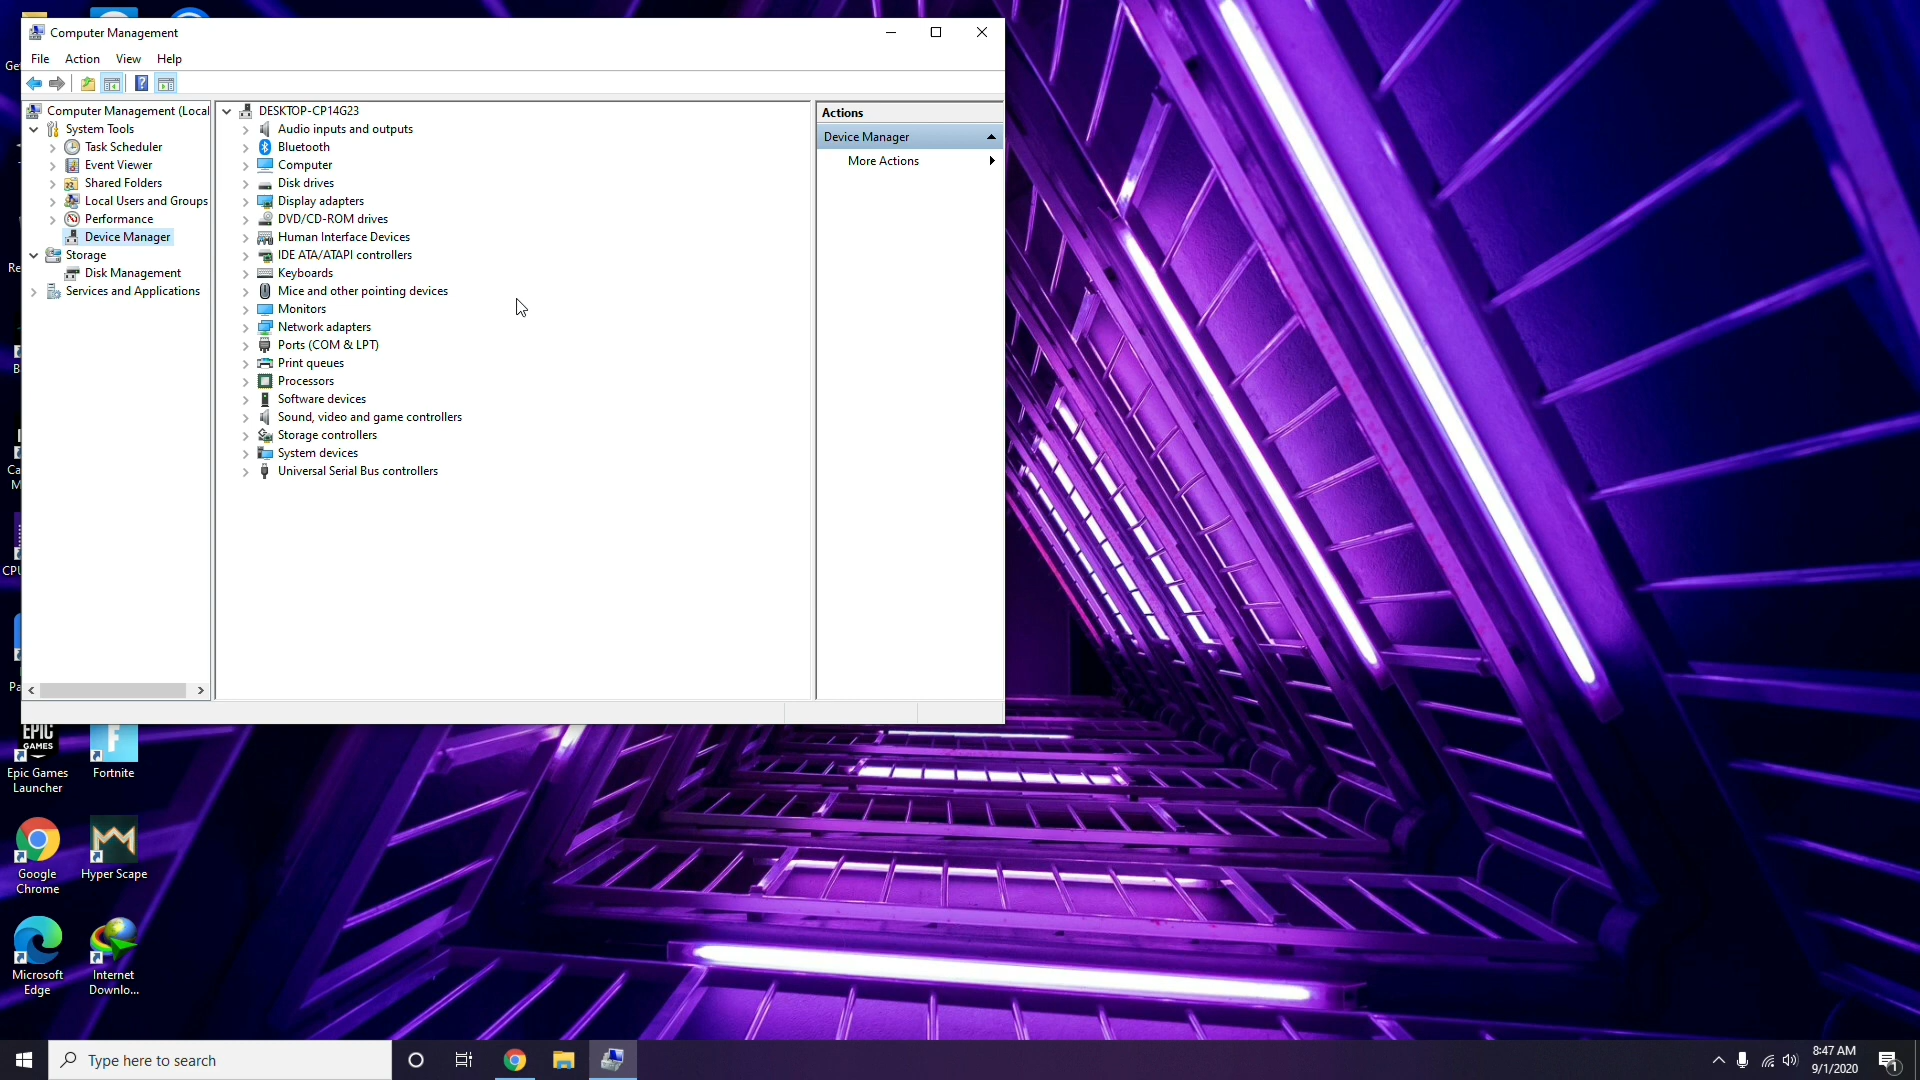 Computer Management
File Action View Help
Computer Management (Local
System Tools
Task Scheduler
Event Viewer
Shared Folders
Local Users and Groups
Performance
Device Manager
Storage
Disk Management
Services and Applications
DESKTOP-CP14G23
Audio inputs and outputs
Bluetooth
Computer
Disk drives
Display adapters
DVD/CD-ROM drives
Human Interface Devices
IDE ATA/ATAPI controllers
Keyboards
Mice and other pointing devices
Monitors
Network adapters
Ports (COM & LPT)
Print queues
Processors
Software devices
Sound, video and game controllers
Storage controllers
System devices
Universal Serial Bus controllers
Actions
Device Manager
More Actions
EPIC
GAMES
Epic Games
Launcher
Fortnite
Google
Chrome
Hyper Scape
Microsoft
Edge
Internet
Downlo...
Type here to search
8:47 AM
9/1/2020
1